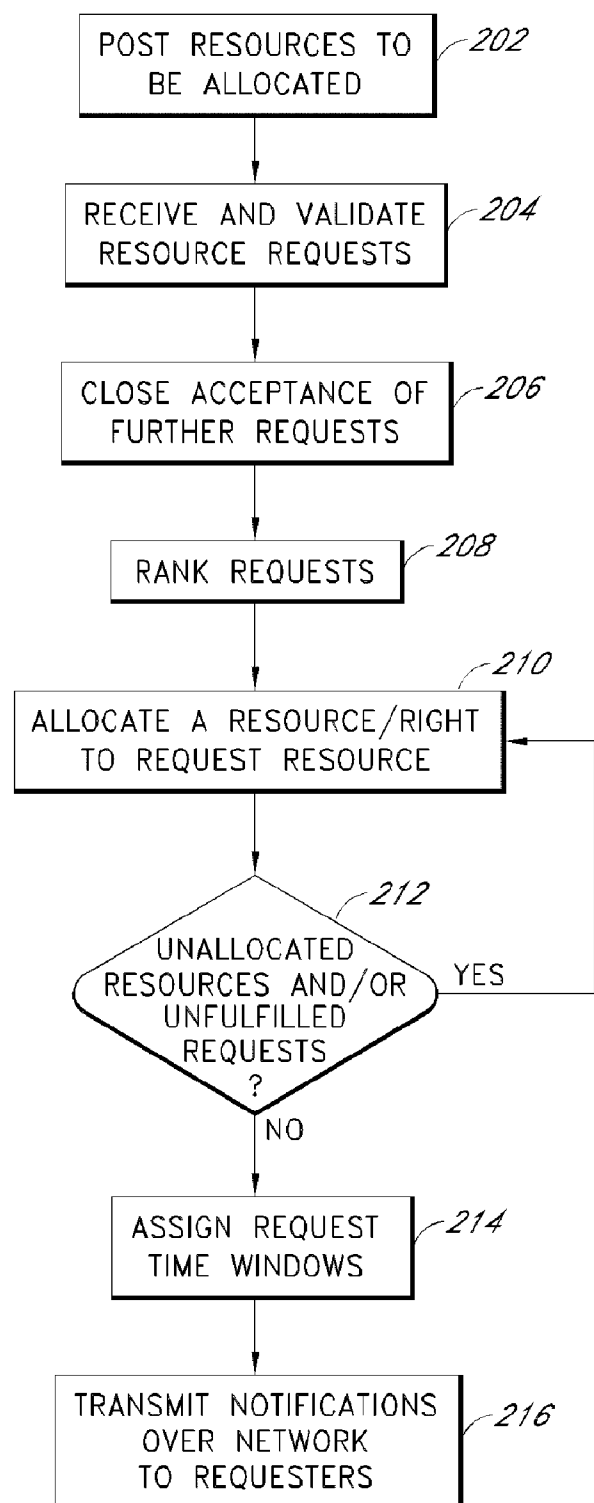 POST RESOURCES TO
BE ALLOCATED
202
RECEIVE AND VALIDATE
RESOURCE REQUESTS
204
CLOSE ACCEPTANCE OF
FURTHER REQUESTS
206
RANK REQUESTS
208
ALLOCATE A RESOURCE/RIGHT
TO REQUEST RESOURCE
210
UNALLOCATED
RESOURCES AND/OR
UNFULFILLED
REQUESTS
?
212
YES
NO
ASSIGN REQUEST
TIME WINDOWS
214
TRANSMIT NOTIFICATIONS
OVER NETWORK
TO REQUESTERS
216